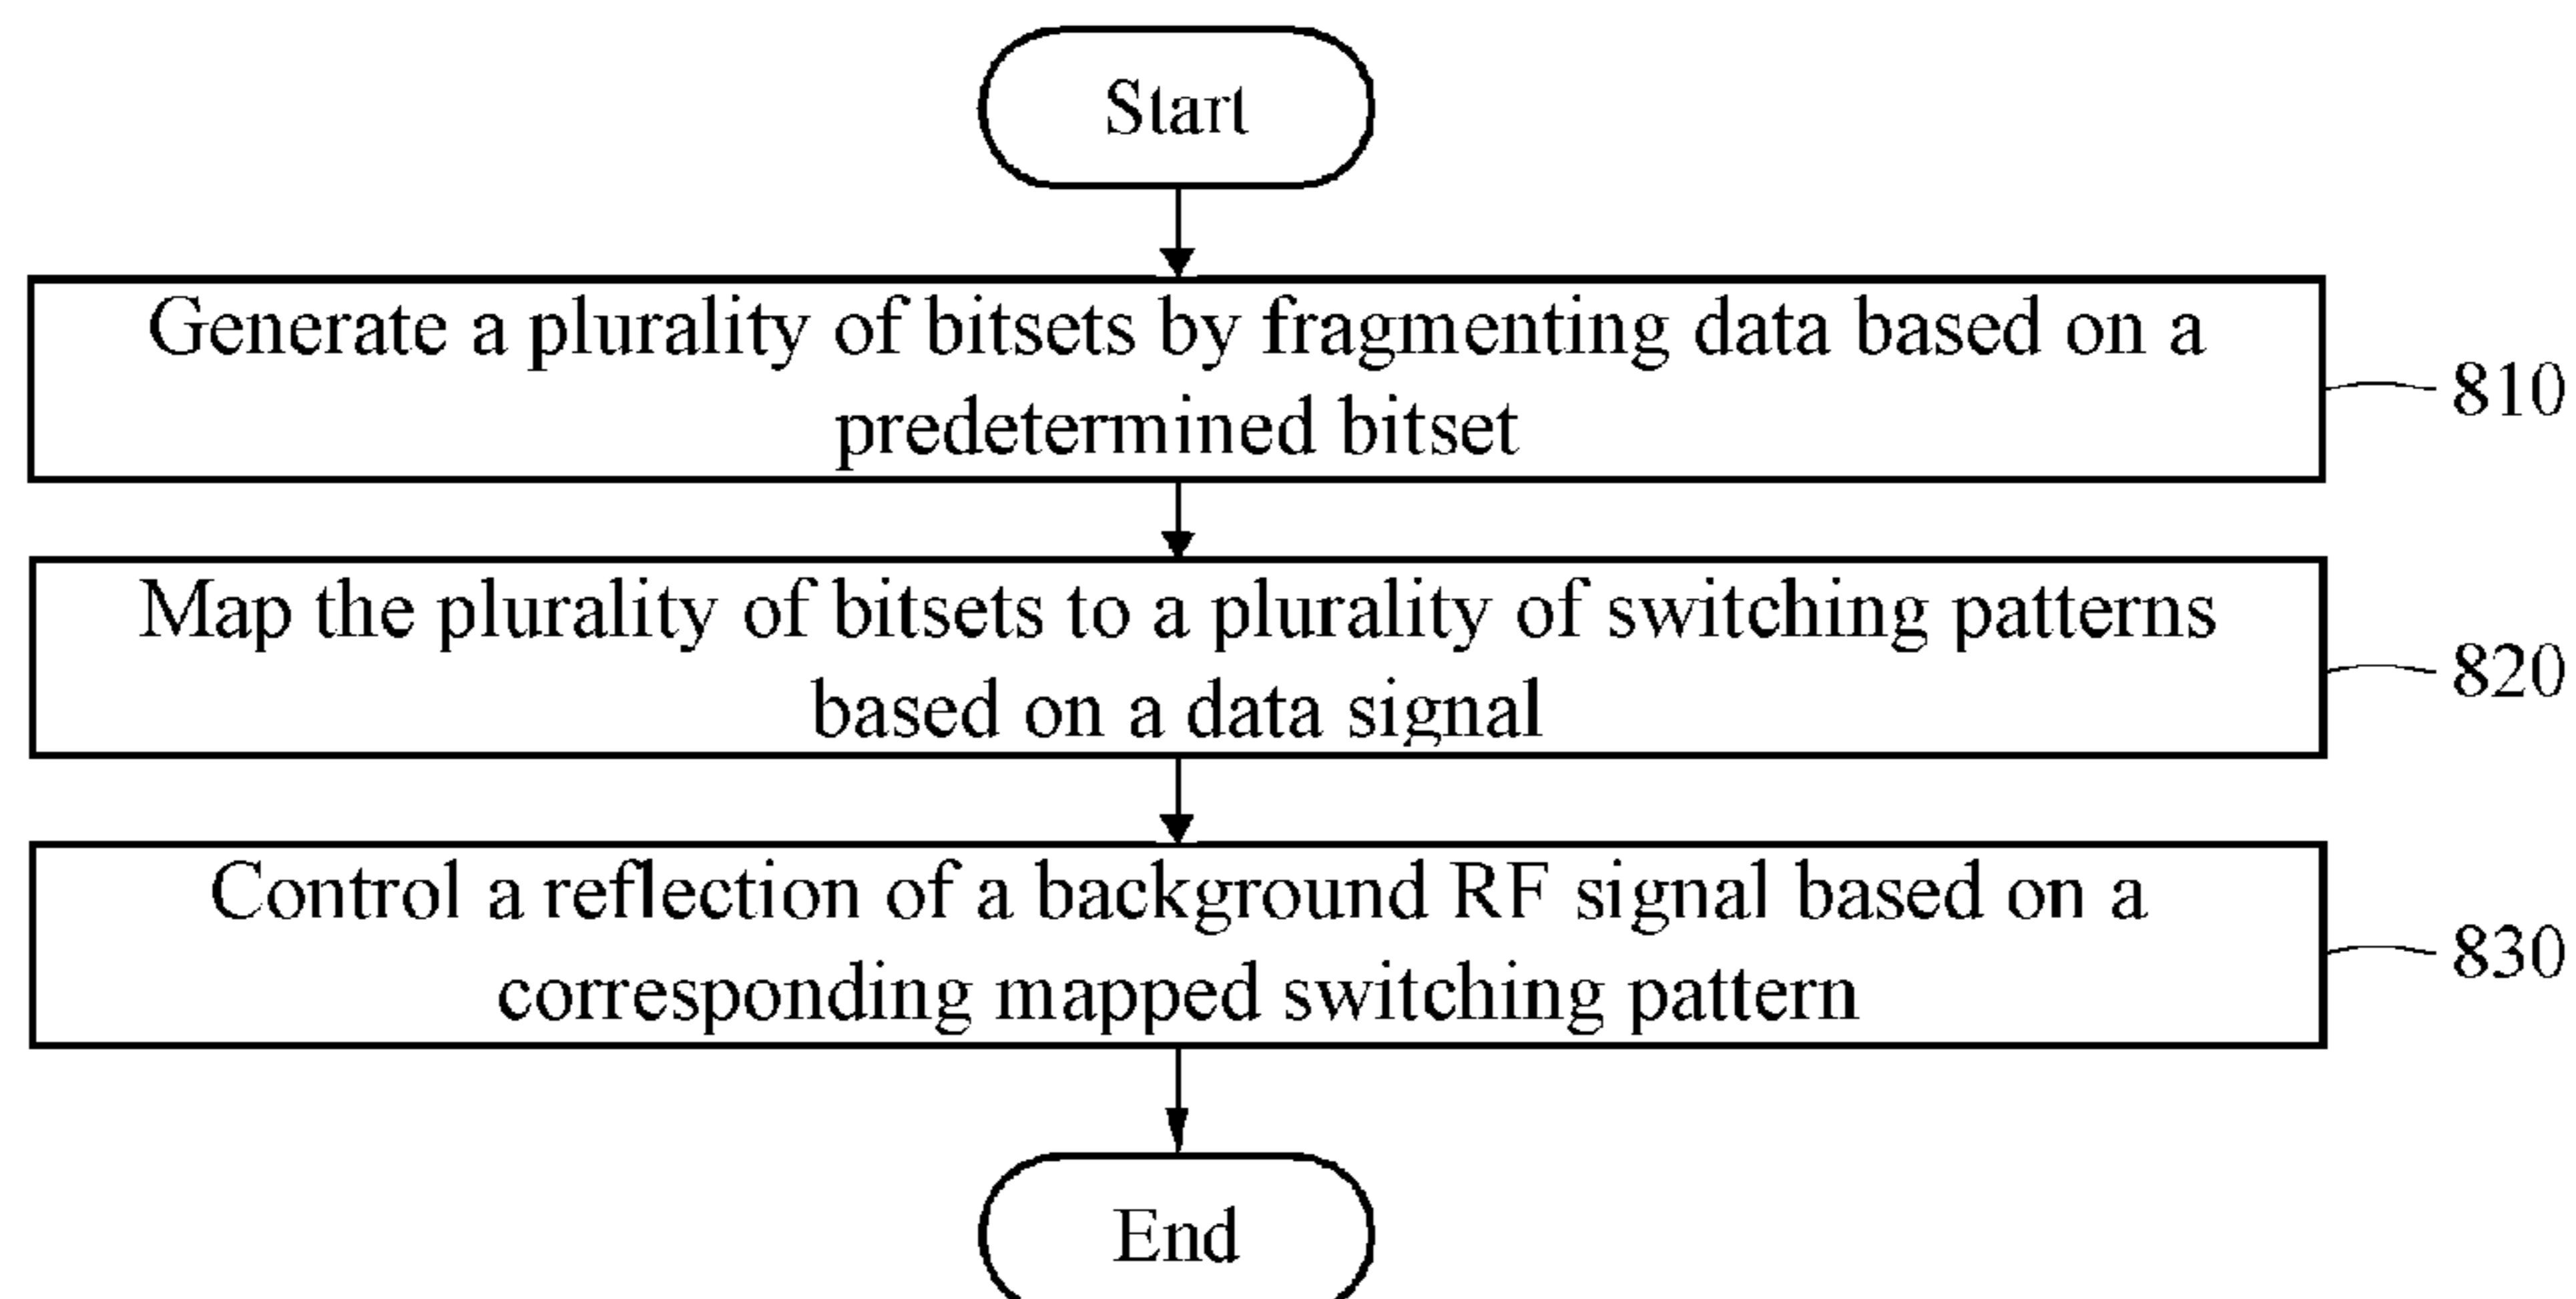 Start
Generate a plurality of bitsets by fragmenting data based on a
predetermined bitset
810
Map the plurality of bitsets to a plurality of switching patterns
based on a data signal
820
Control a reflection of a background RF signal based on a
corresponding mapped switching pattern
830
End